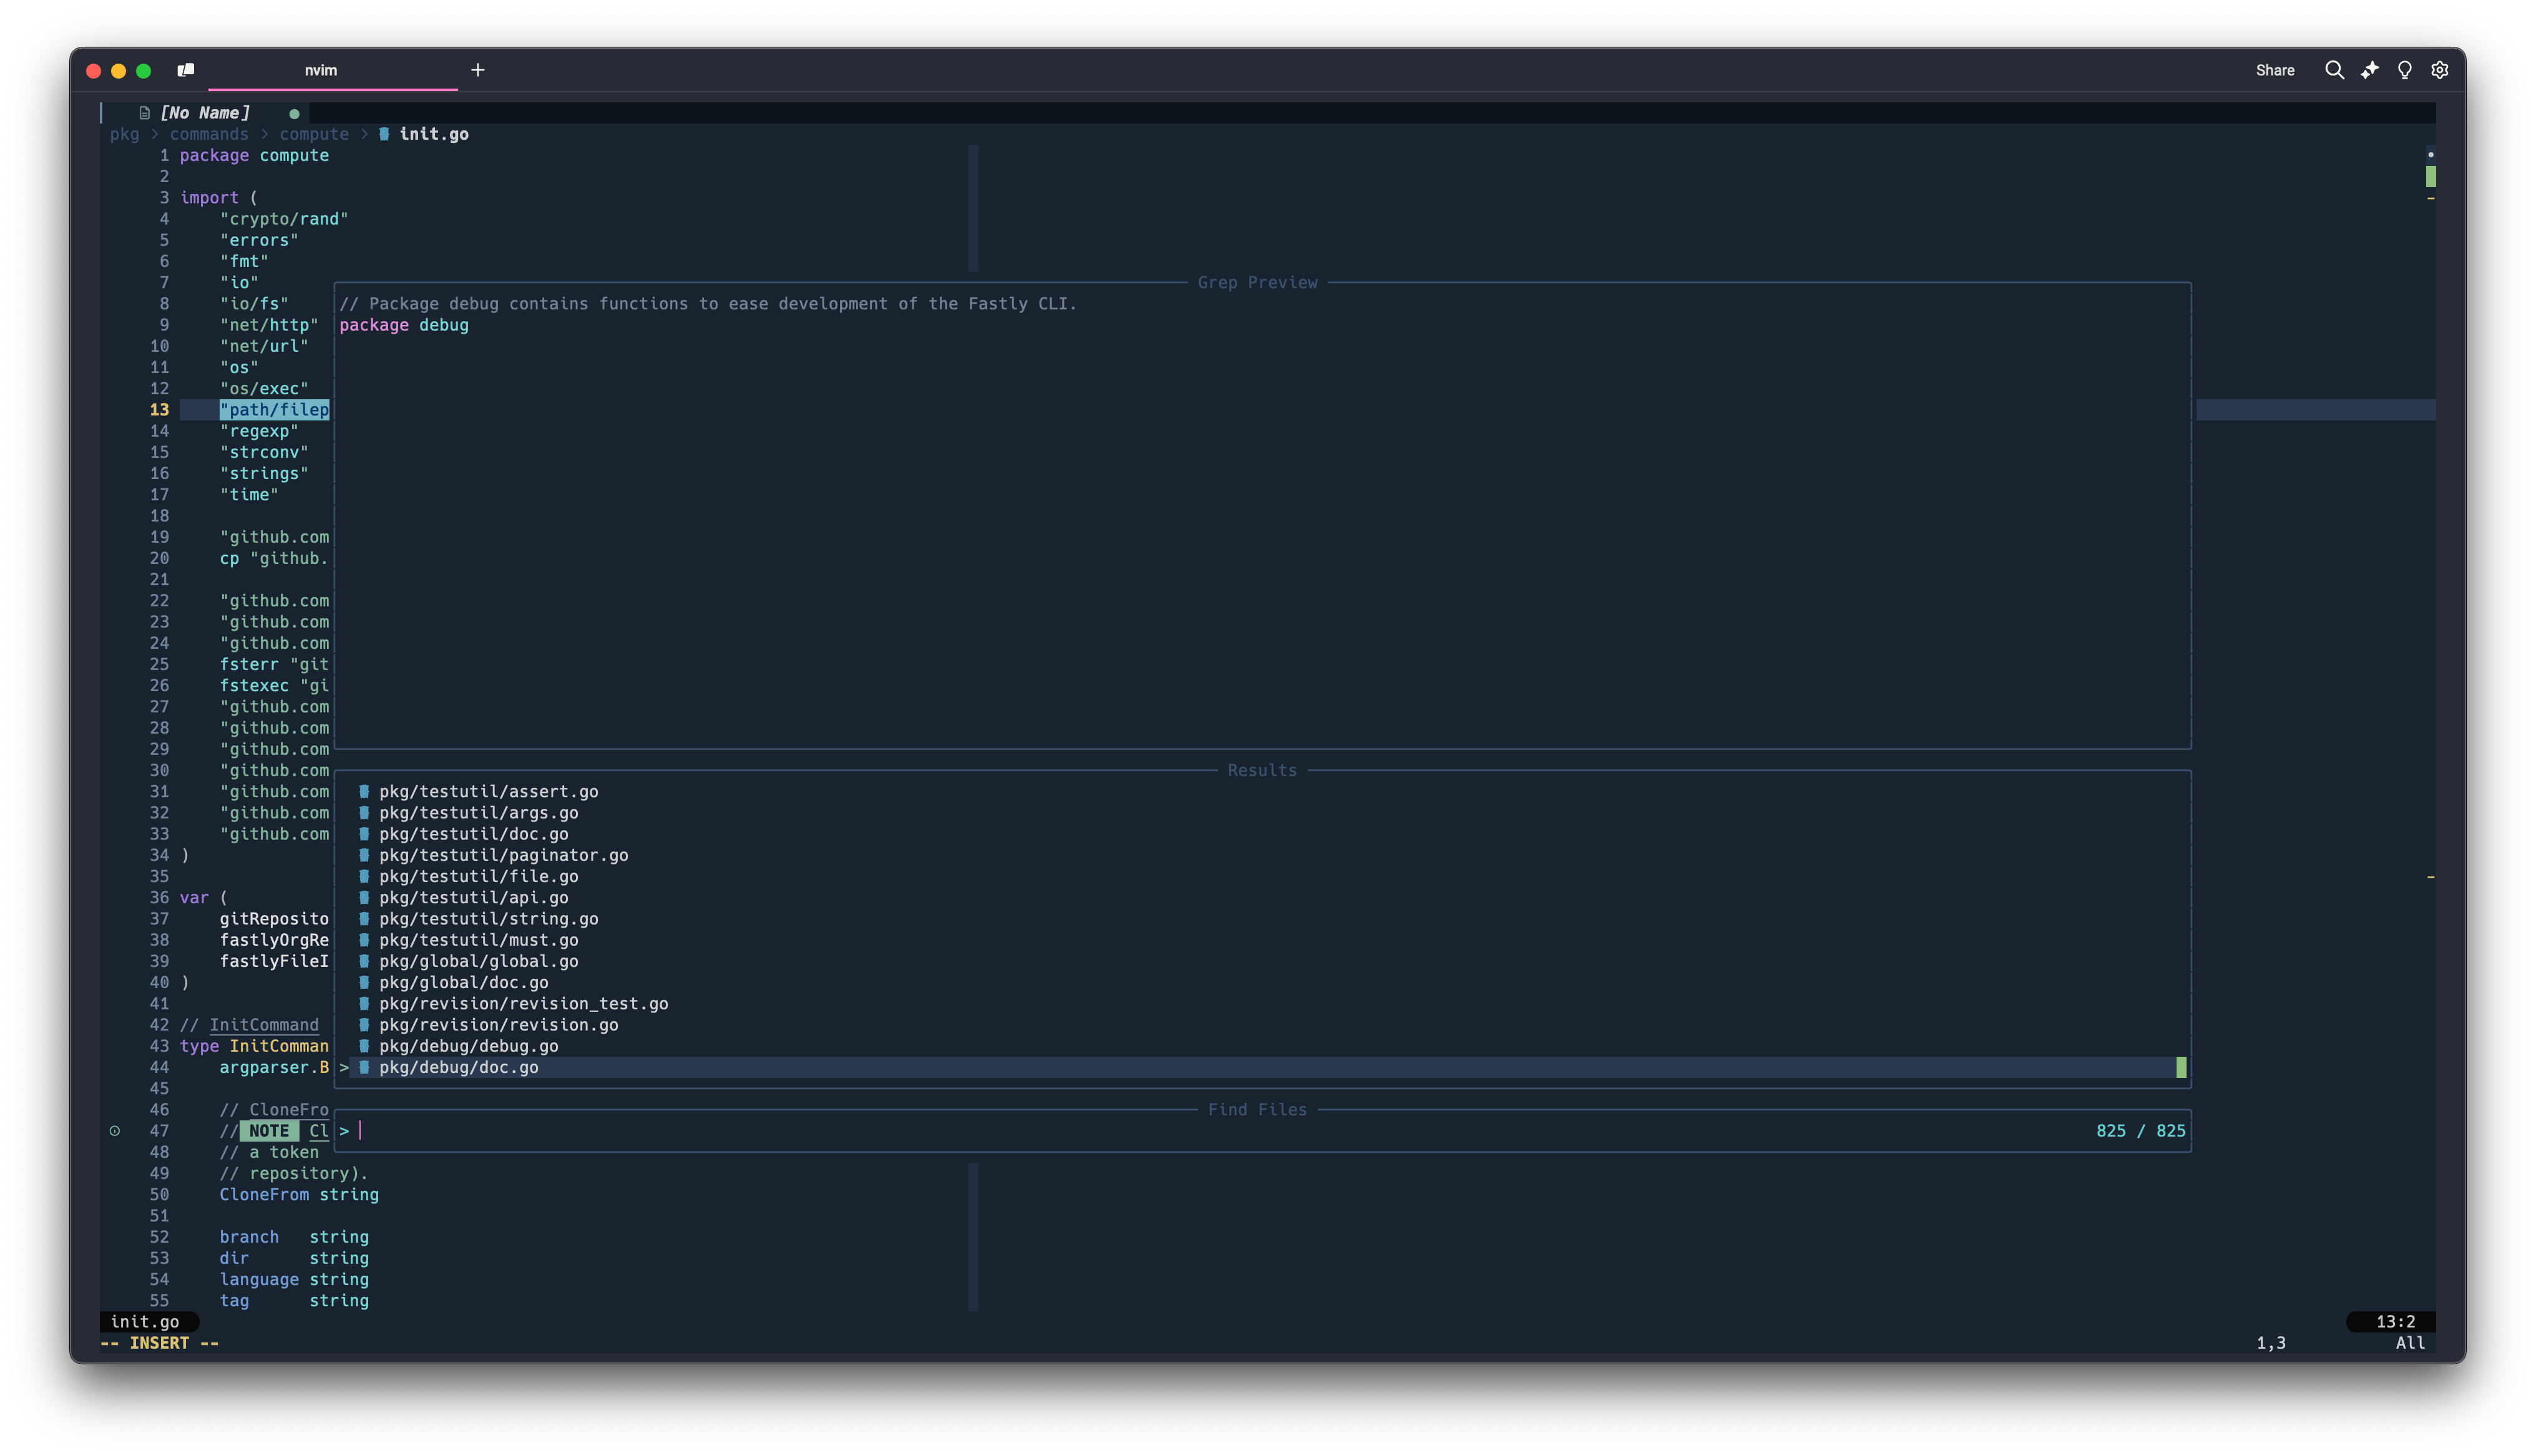 nvim
Share
[No Name]
pkg > commands > compute > init.go
1 package compute
2
3 import (
4 "crypto/rand"
5 "errors"
6 "fmt"
7 "io"
8 "io/fs"
9 "net/http"
10 "net/url"
11 "os"
12 "os/exec"
13 "path/filep
14 "regexp"
15 "strconv"
16 "strings"
17 "time"
18
19 "github.com
20 cp "github.
21
22 "github.com
23 "github.com
24 "github.com
25 fsterr "git
26 fstexec "gi
27 "github.com
28 "github.com
29 "github.com
30 "github.com
31 "github.com
32 "github.com
33 "github.com
34 )
35
36 var (
37 gitReposito
38 fastlyOrgRe
39 fastlyFileI
40 )
41
42 // InitCommand
43 type InitComman
44 argparser.B
45
46 // CloneFro
47 // NOTE Cl
48 // a token
49 // repository).
50 CloneFrom string
51
52 branch string
53 dir string
54 language string
55 tag string
Grep Preview
// Package debug contains functions to ease development of the Fastly CLI.
package debug
Results
pkg/testutil/assert.go
pkg/testutil/args.go
pkg/testutil/doc.go
pkg/testutil/paginator.go
pkg/testutil/file.go
pkg/testutil/api.go
pkg/testutil/string.go
pkg/testutil/must.go
pkg/global/global.go
pkg/global/doc.go
pkg/revision/revision_test.go
pkg/revision/revision.go
pkg/debug/debug.go
> pkg/debug/doc.go
Find Files
> 825 / 825
init.go 13:2
-- INSERT -- 1,3 All